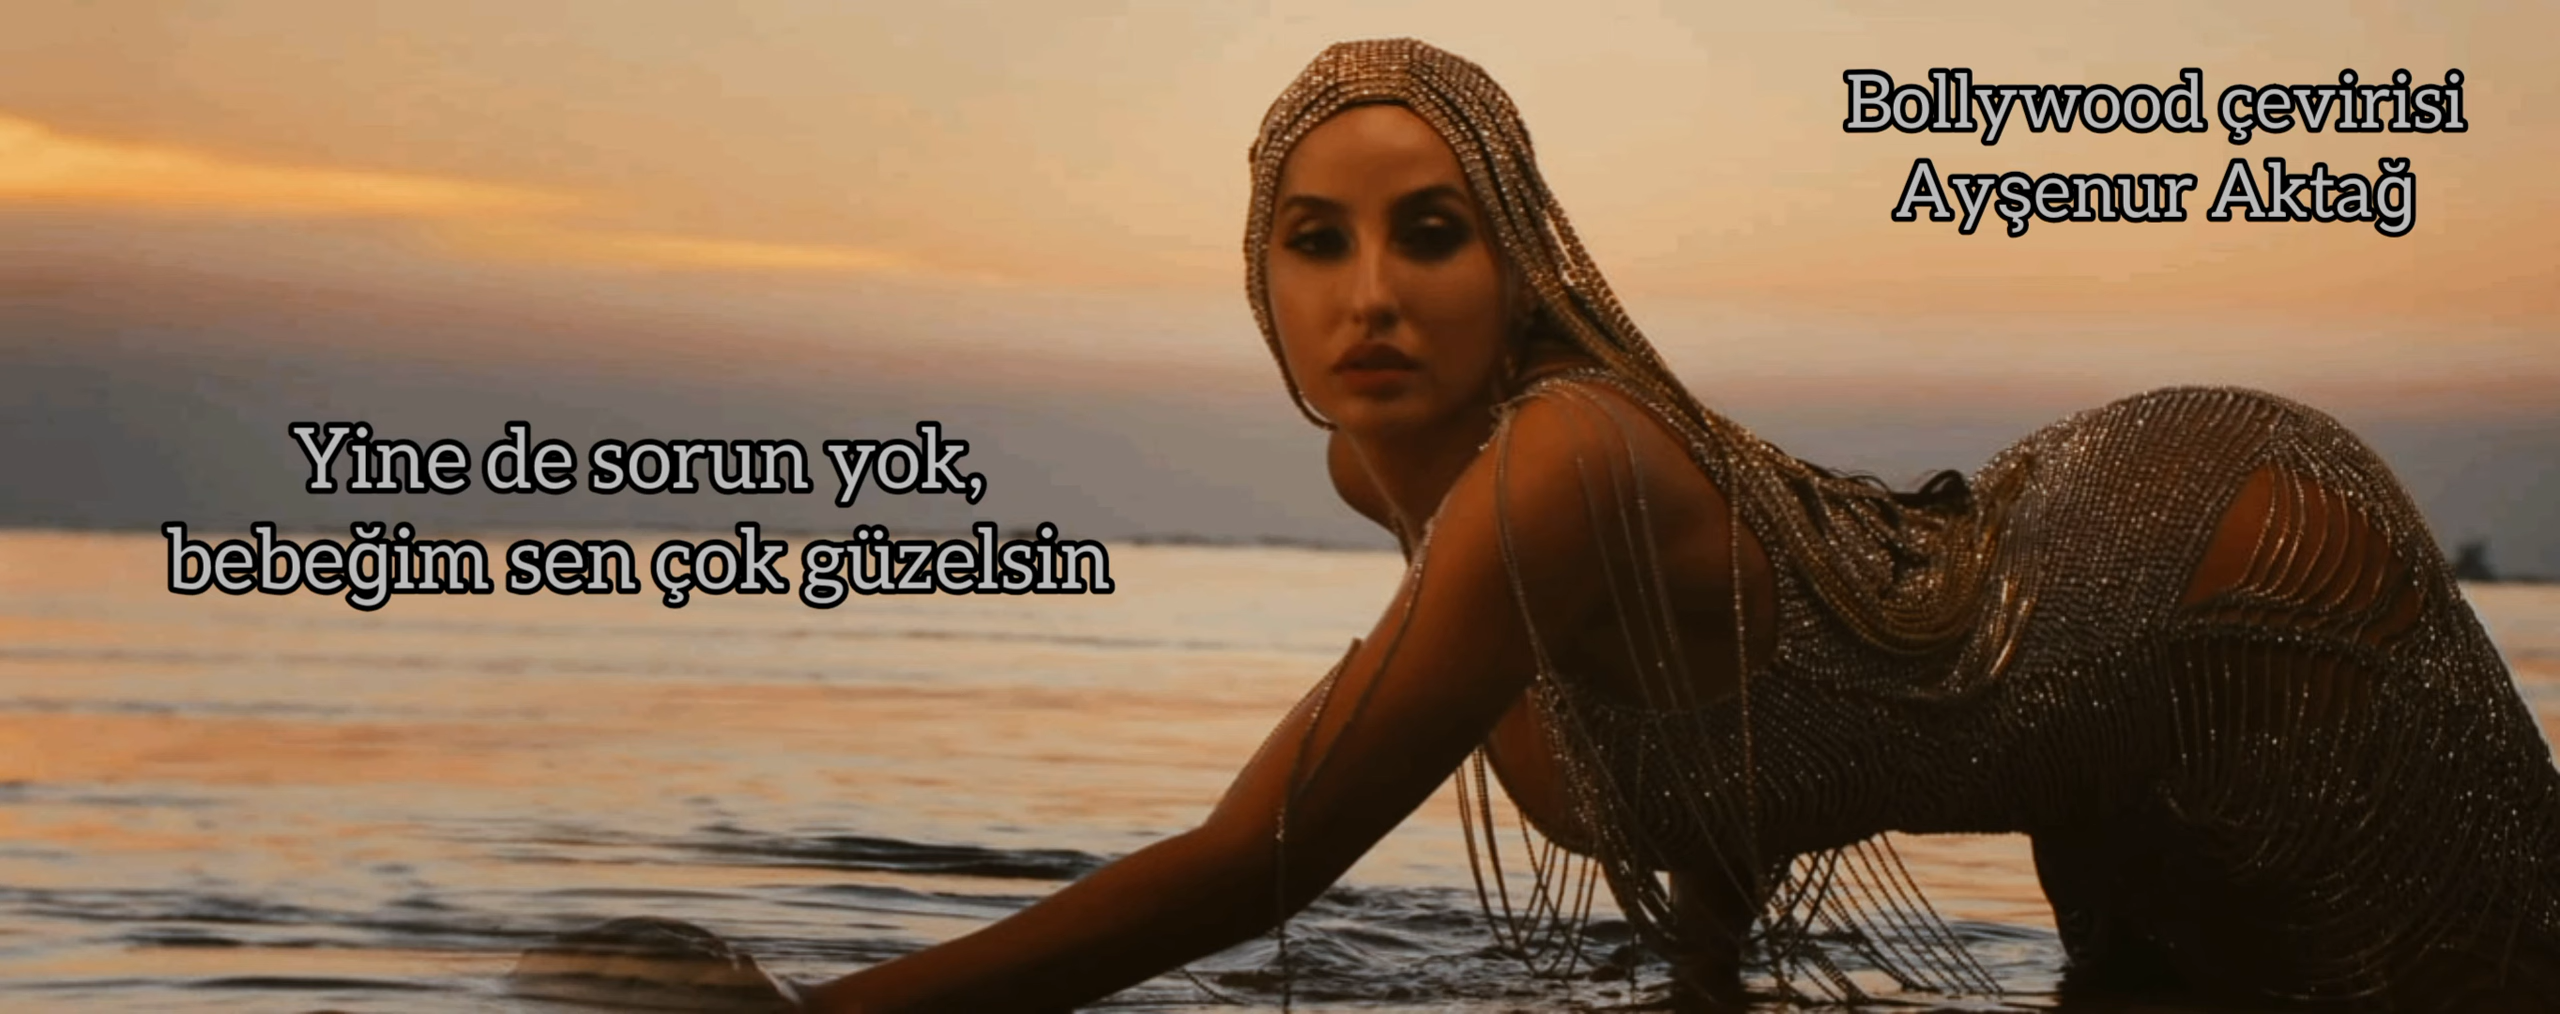 Bollywood çevirisi
Ayşenur Aktağ
Yine de sorun yok,
bebeğim sen çok güzelsin